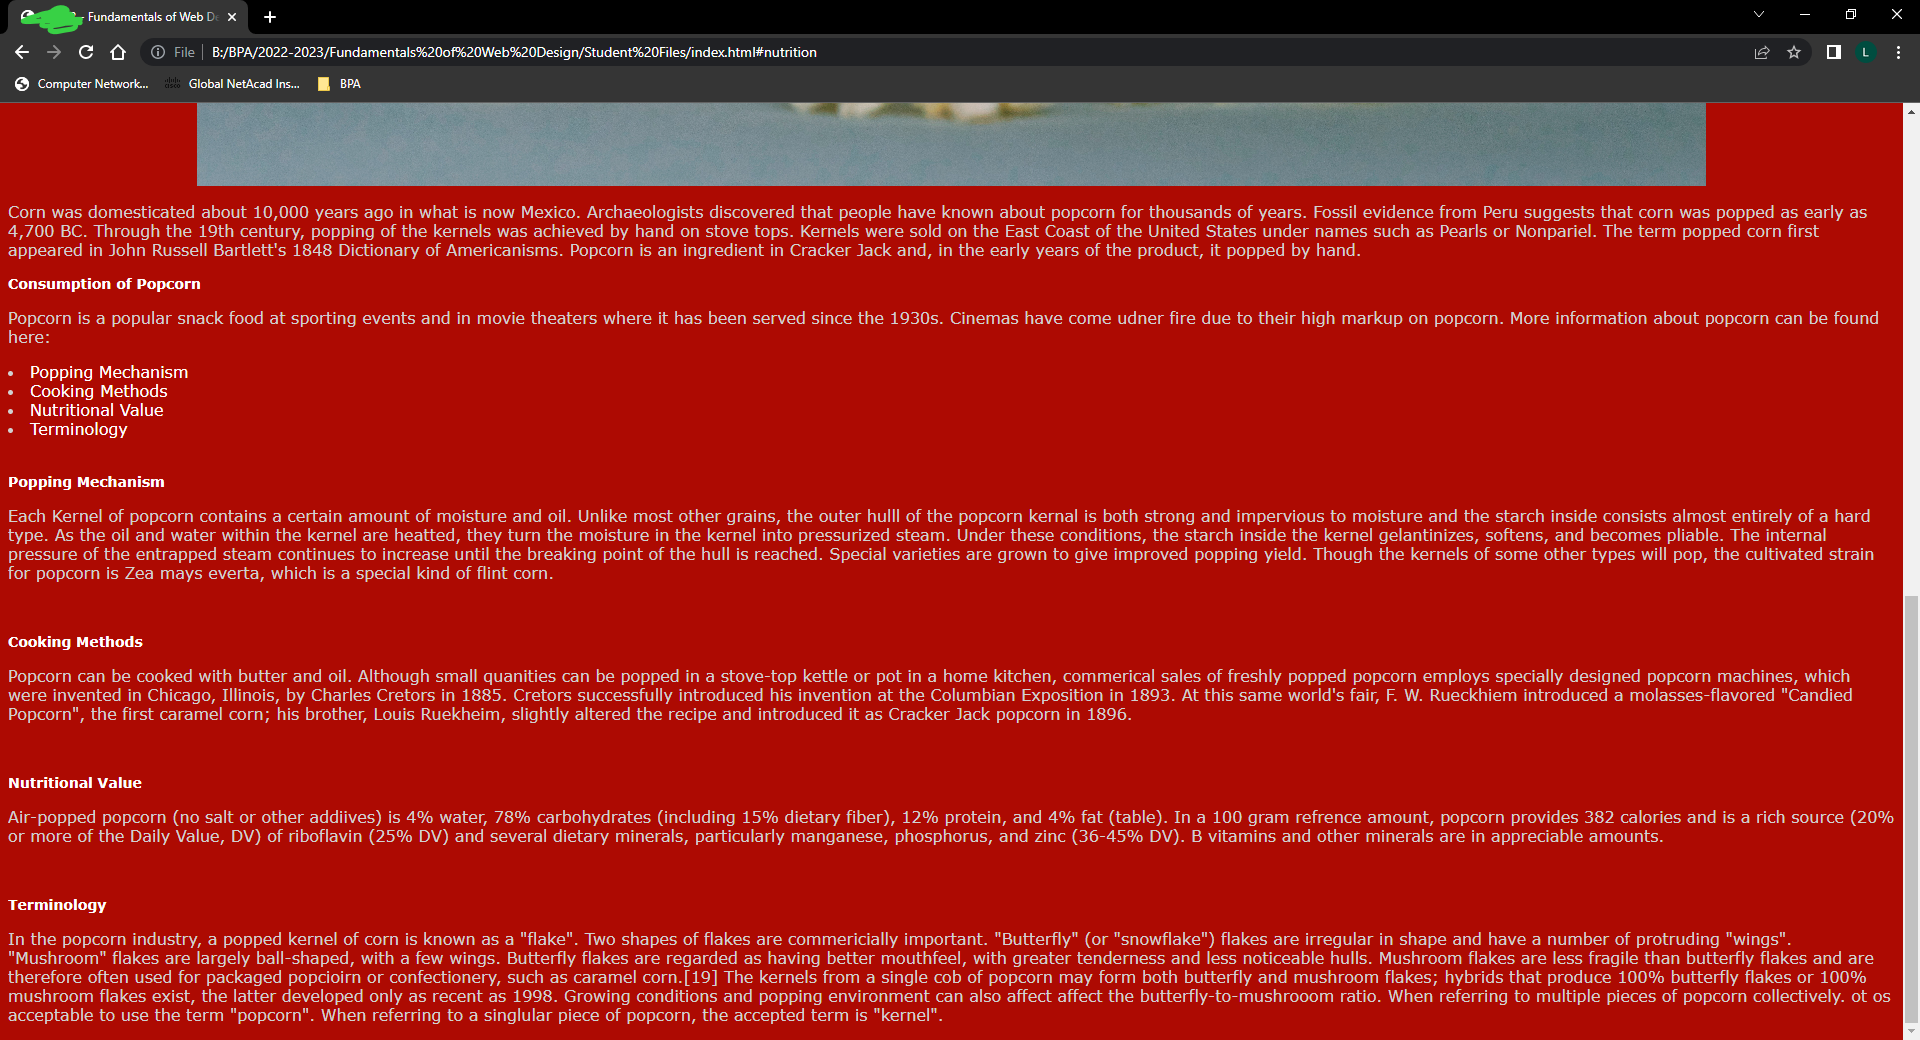 - Fundamentals of Web D
File
B:/BPA/2022-2023/Fundamentals%20of%20Web%20Design/Student%20Files/index.html#nutrition
L
Computer Network...
Global NetAcad Ins...
BPA
Corn was domesticated about 10,000 years ago in what is now Mexico. Archaeologists discovered that people have known about popcorn for thousands of years. Fossil evidence from Peru suggests that corn was popped as early as
4,700 BC. Through the 19th century, popping of the kernels was achieved by hand on stove tops. Kernels were sold on the East Coast of the United States under names such as Pearls or Nonpariel. The term popped corn first
appeared in John Russell Bartlett's 1848 Dictionary of Americanisms. Popcorn is an ingredient in Cracker Jack and, in the early years of the product, it popped by hand.
Consumption of Popcorn
Popcorn is a popular snack food at sporting events and in movie theaters where it has been served since the 1930s. Cinemas have come udner fire due to their high markup on popcorn. More information about popcorn can be found
here:
• Popping Mechanism
• Cooking Methods
• Nutritional Value
• Terminology
Popping Mechanism
Each Kernel of popcorn contains a certain amount of moisture and oil. Unlike most other grains, the outer hulll of the popcorn kernal is both strong and impervious to moisture and the starch inside consists almost entirely of a hard
type. As the oil and water within the kernel are heatted, they turn the moisture in the kernel into pressurized steam. Under these conditions, the starch inside the kernel gelantinizes, softens, and becomes pliable. The internal
pressure of the entrapped steam continues to increase until the breaking point of the hull is reached. Special varieties are grown to give improved popping yield. Though the kernels of some other types will pop, the cultivated strain
for popcorn is Zea mays everta, which is a special kind of flint corn.
Cooking Methods
Popcorn can be cooked with butter and oil. Although small quanities can be popped in a stove-top kettle or pot in a home kitchen, commerical sales of freshly popped popcorn employs specially designed popcorn machines, which
were invented in Chicago, Illinois, by Charles Cretors in 1885. Cretors successfully introduced his invention at the Columbian Exposition in 1893. At this same world's fair, F. W. Rueckhiem introduced a molasses-flavored "Candied
Popcorn", the first caramel corn; his brother, Louis Ruekheim, slightly altered the recipe and introduced it as Cracker Jack popcorn in 1896.
Nutritional Value
Air-popped popcorn (no salt or other addiives) is 4% water, 78% carbohydrates (including 15% dietary fiber), 12% protein, and 4% fat (table). In a 100 gram refrence amount, popcorn provides 382 calories and is a rich source (20%
or more of the Daily Value, DV) of riboflavin (25% DV) and several dietary minerals, particularly manganese, phosphorus, and zinc (36-45% DV). B vitamins and other minerals are in appreciable amounts.
Terminology
In the popcorn industry, a popped kernel of corn is known as a "flake". Two shapes of flakes are commericially important. "Butterfly" (or "snowflake") flakes are irregular in shape and have a number of protruding "wings".
"Mushroom" flakes are largely ball-shaped, with a few wings. Butterfly flakes are regarded as having better mouthfeel, with greater tenderness and less noticeable hulls. Mushroom flakes are less fragile than butterfly flakes and are
therefore often used for packaged popcioirn or confectionery, such as caramel corn.[19] The kernels from a single cob of popcorn may form both butterfly and mushroom flakes; hybrids that produce 100% butterfly flakes or 100%
mushroom flakes exist, the latter developed only as recent as 1998. Growing conditions and popping environment can also affect affect the butterfly-to-mushrooom ratio. When referring to multiple pieces of popcorn collectively. ot os
acceptable to use the term "popcorn". When referring to a singlular piece of popcorn, the accepted term is "kernel".